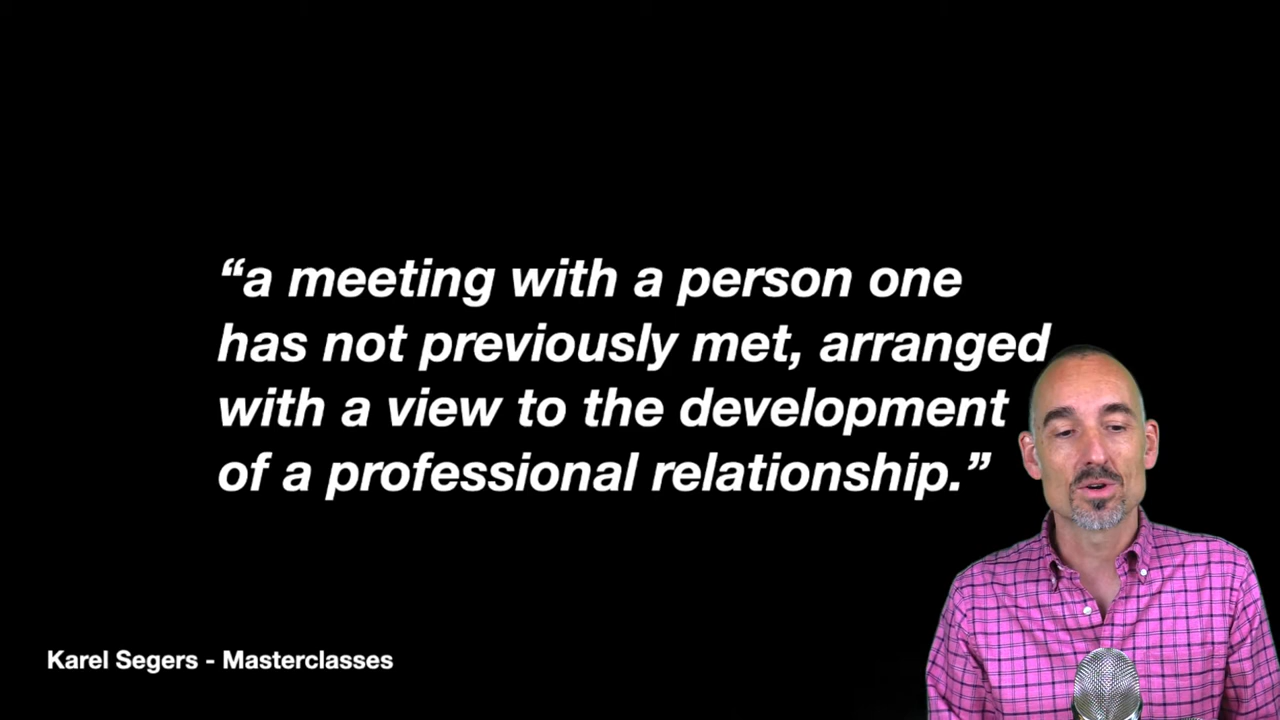 “a meeting with a person one
has not previously met, arranged
with a view to the development
of a professional relationship.”
Karel Segers - Masterclasses